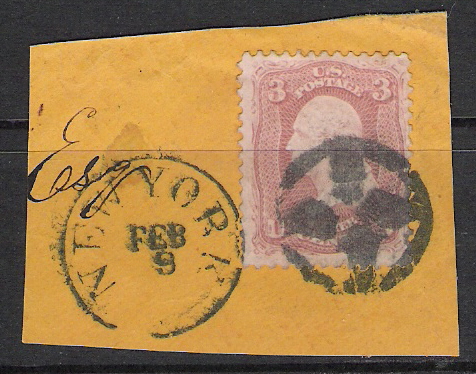 3 U.S. 3
POSTAGE
Esq
NEW YORK
FEB
9